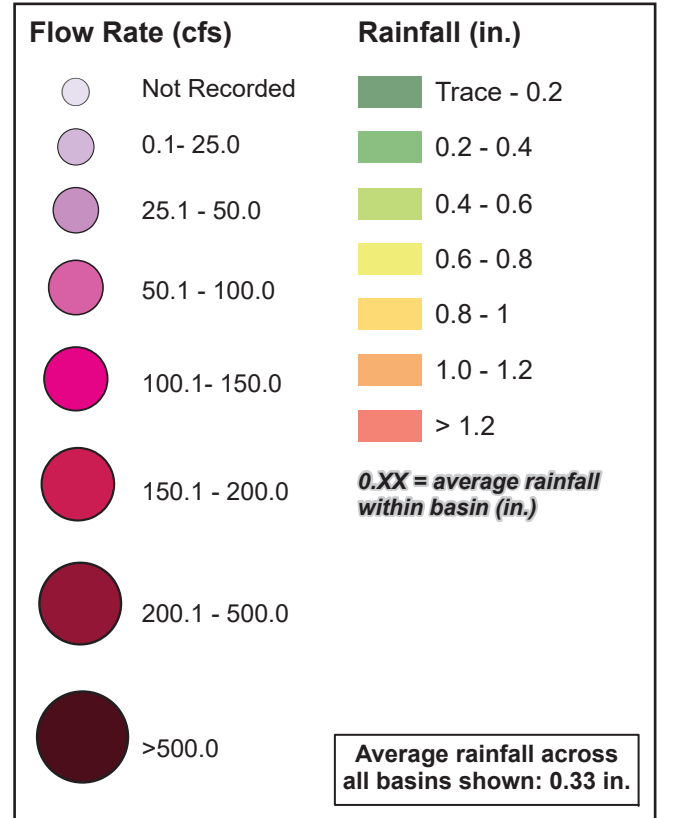 Flow Rate (cfs)
Not Recorded
0.1- 25.0
25.1 - 50.0
50.1 - 100.0
100.1- 150.0
150.1 - 200.0
200.1 - 500.0
>500.0
Rainfall (in.)
Trace - 0.2
0.2 - 0.4
0.4 - 0.6
0.6 - 0.8
0.8 - 1
1.0 - 1.2
> 1.2
0.XX = average rainfall
within basin (in.)
Average rainfall across
all basins shown: 0.33 in.